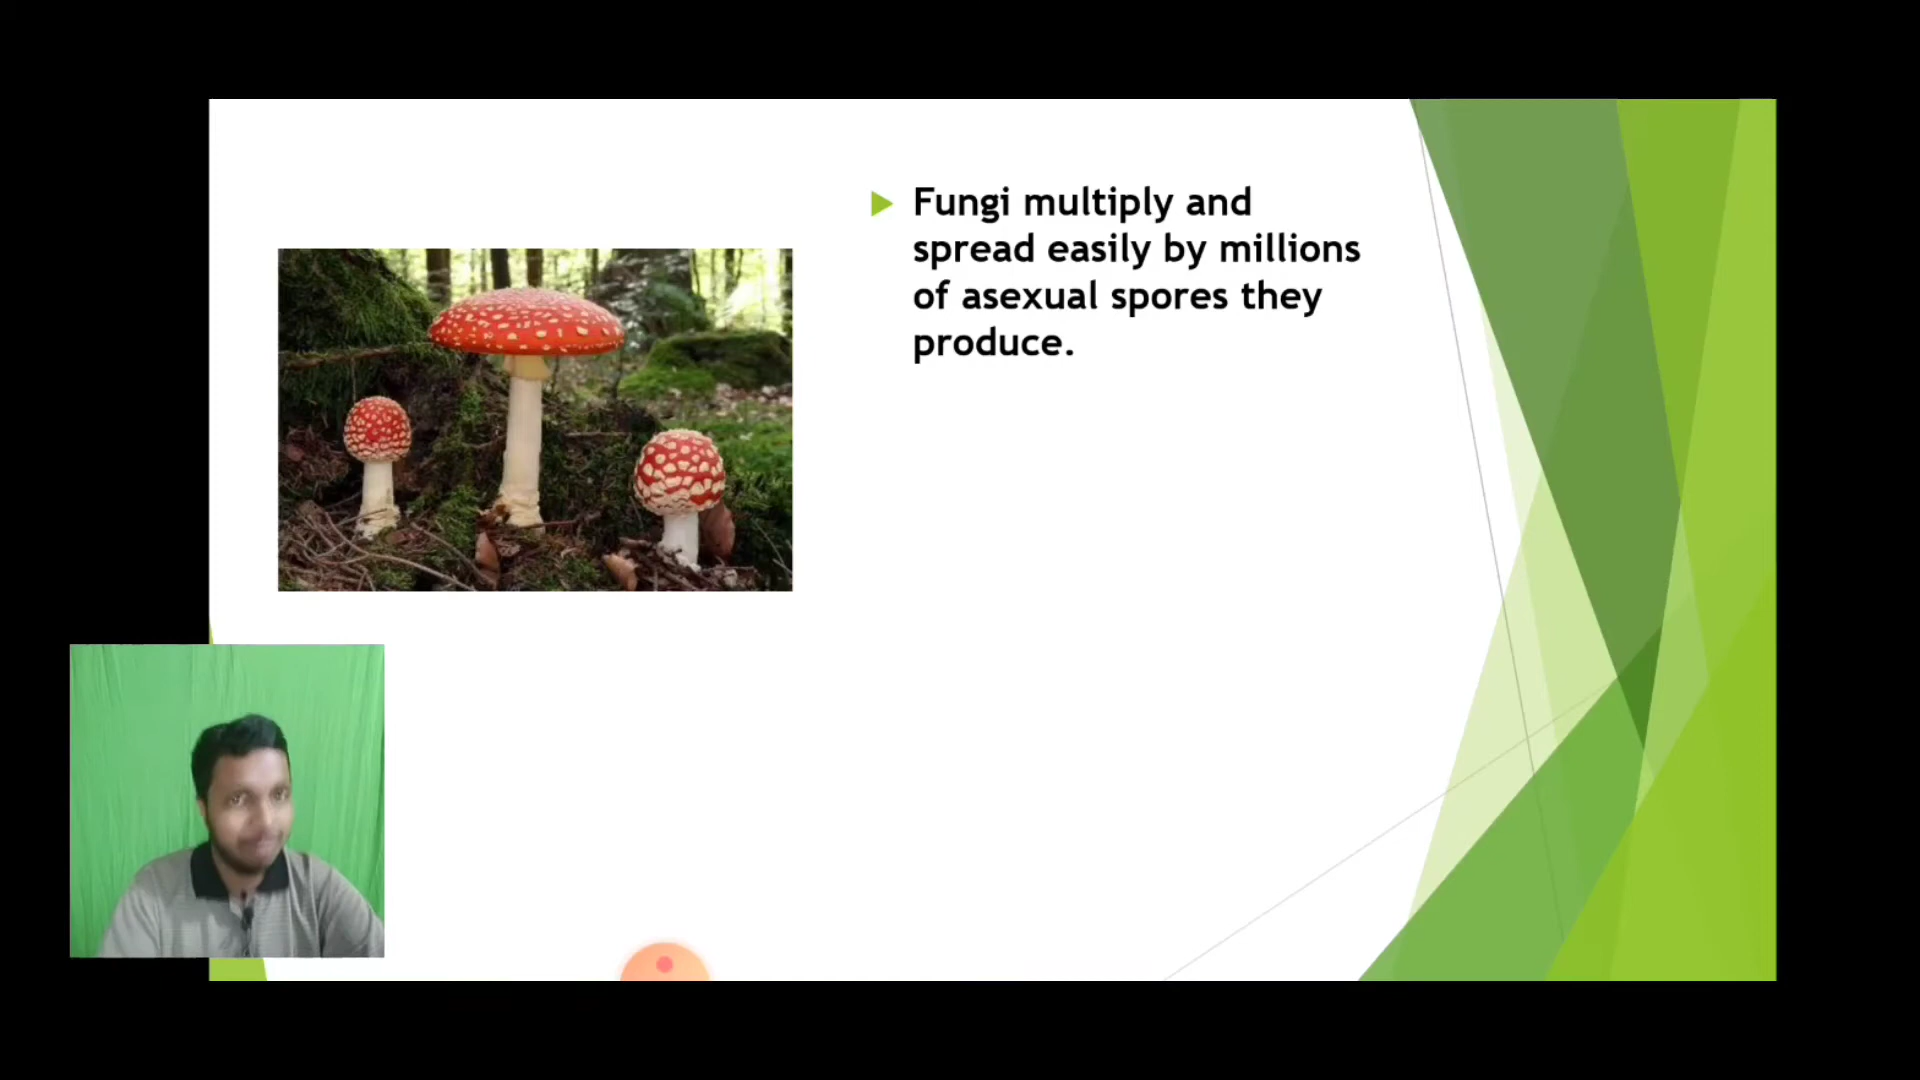 Fungi multiply and
spread easily by millions
of asexual spores they
produce.